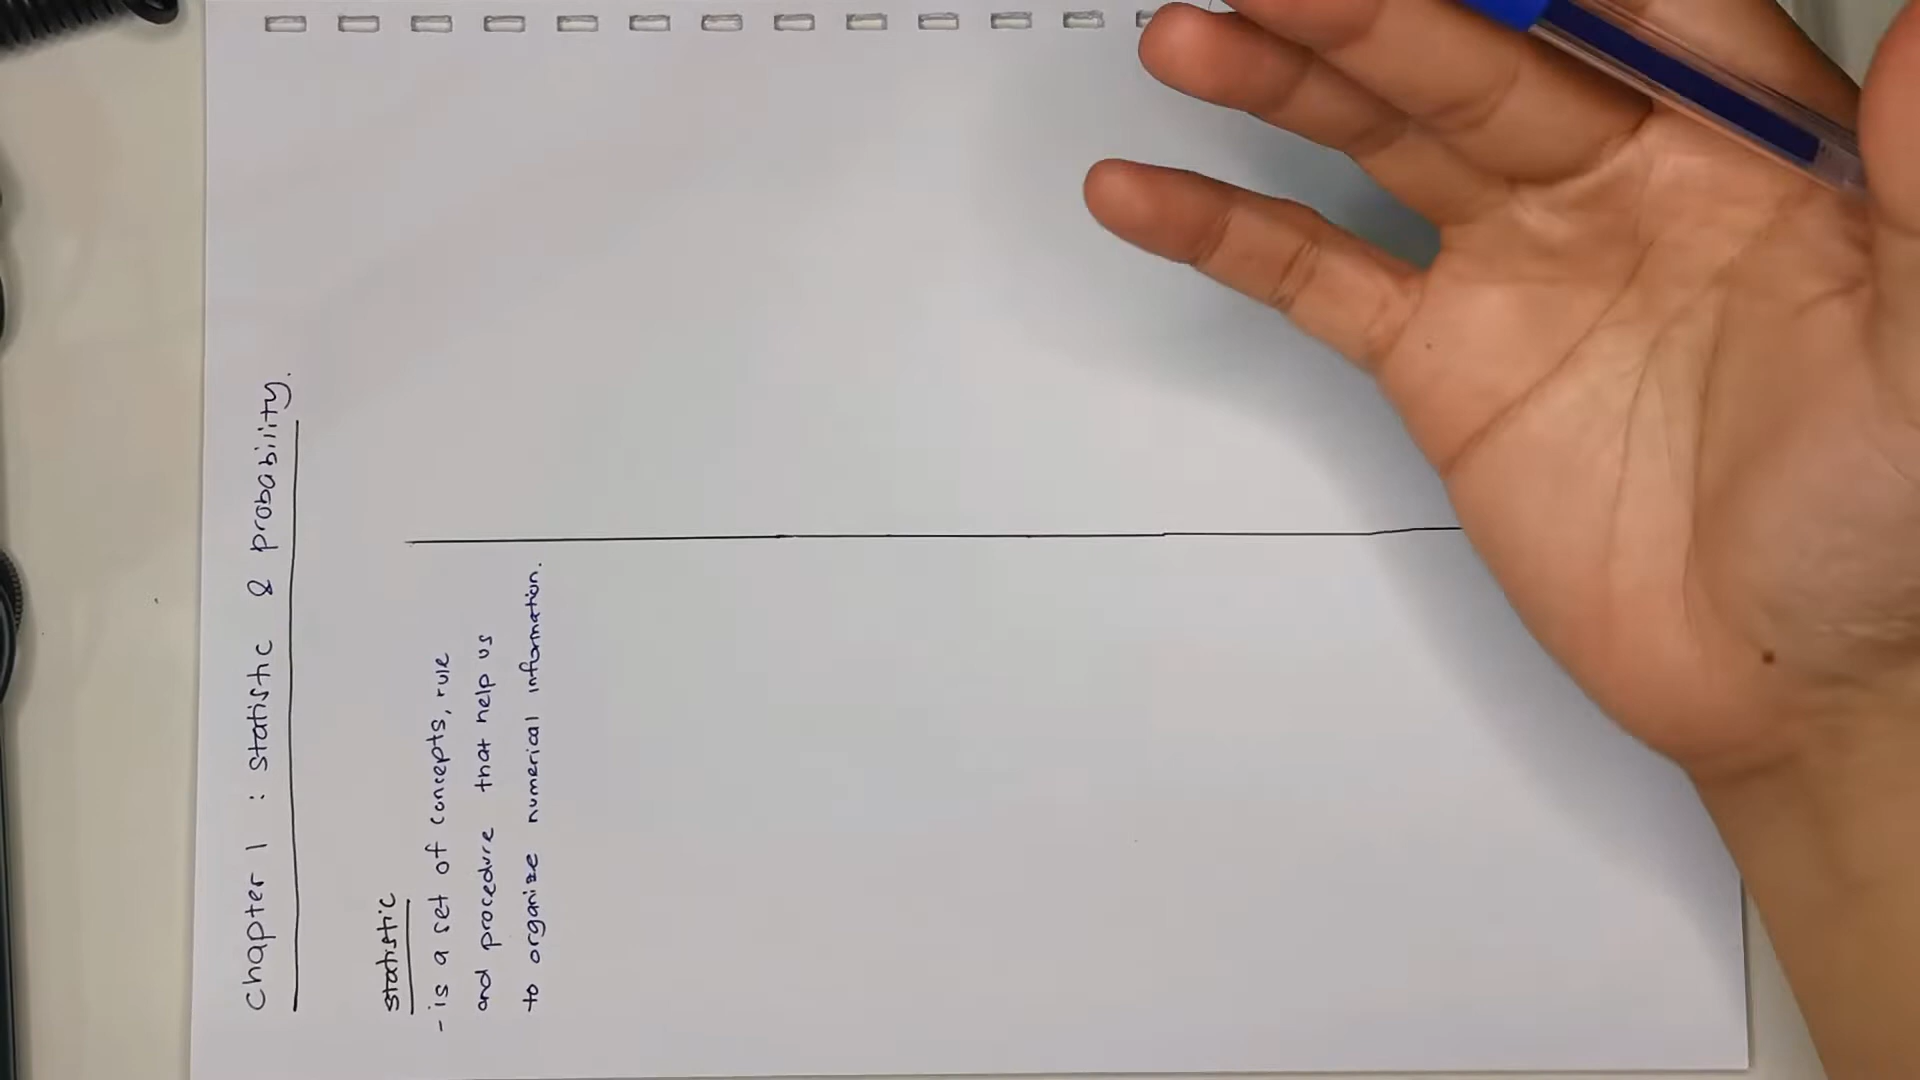 Chapter 1 : statistic & probability.
statistic
- is a set of concepts, rule
and procedure that help us
to organize numerical information.